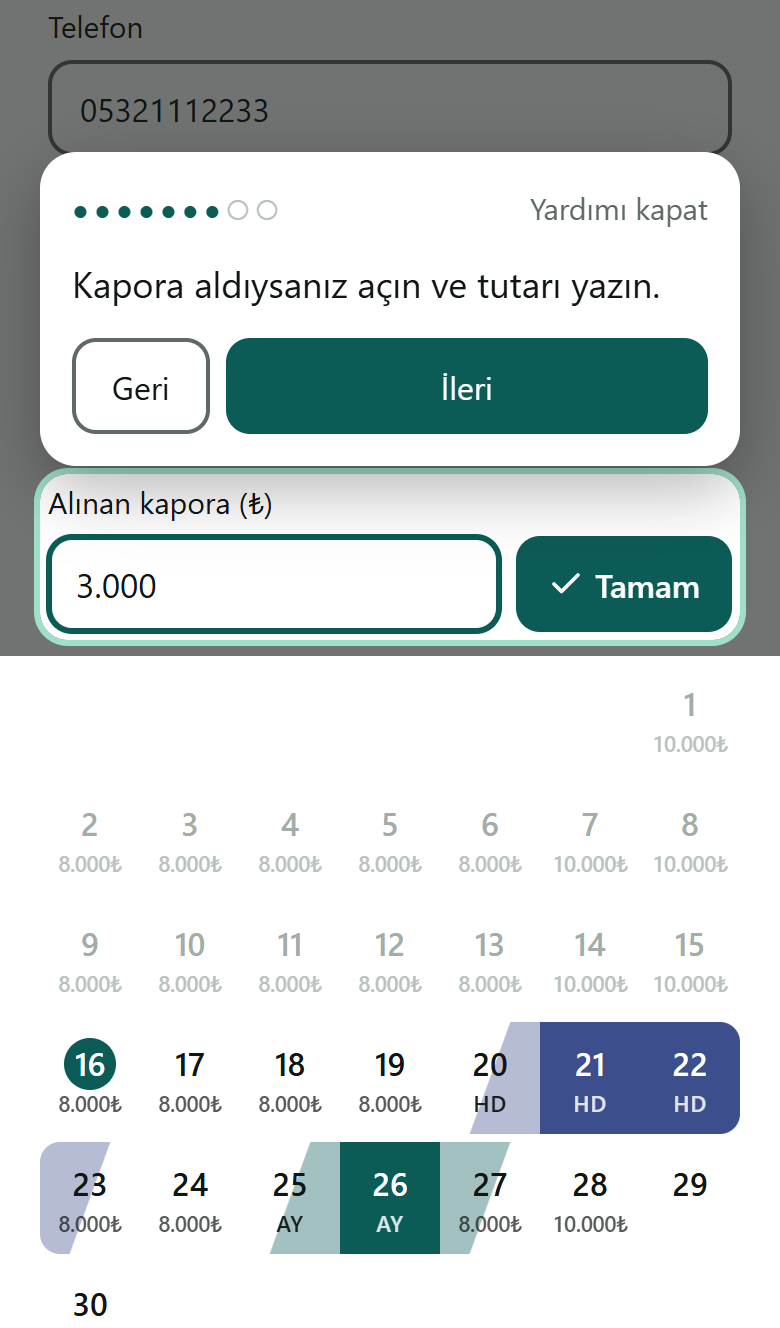 Telefon
05321112233
Yardımı kapat
Kapora aldıysanız açın ve tutarı yazın.
Geri İleri
Alınan kapora (₺)
3.000 Tamam
1
10.000₺
2 3 4 5 6 7 8
8.000₺ 8.000₺ 8.000₺ 8.000₺ 8.000₺ 10.000₺ 10.000₺
9 10 11 12 13 14 15
8.000₺ 8.000₺ 8.000₺ 8.000₺ 8.000₺ 10.000₺ 10.000₺
16 17 18 19 20 21 22
8.000₺ 8.000₺ 8.000₺ 8.000₺ HD HD HD
23 24 25 26 27 28 29
8.000₺ 8.000₺ AY AY 8.000₺ 10.000₺
30